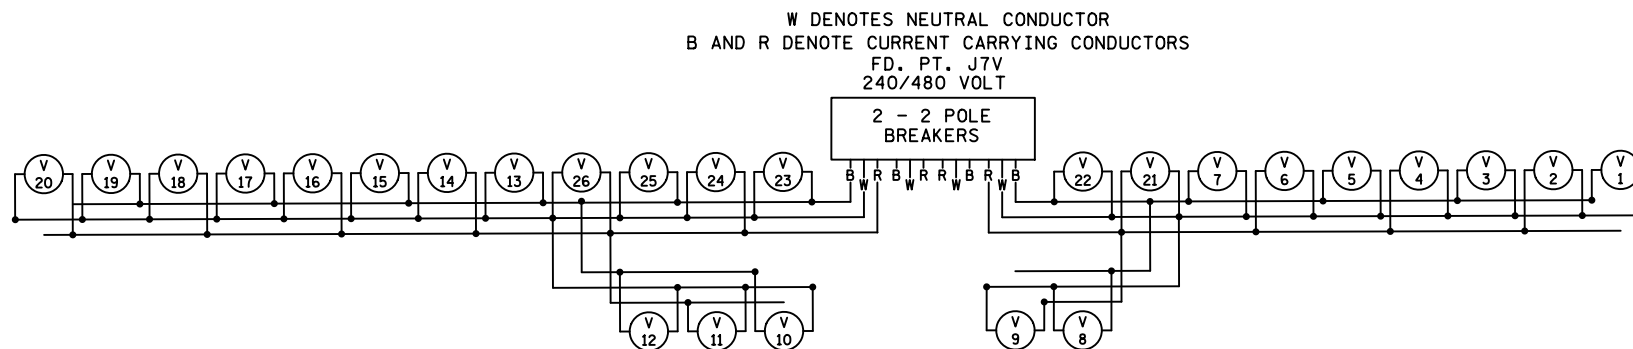 W DENOTES NEUTRAL CONDUCTOR
B AND R DENOTE CURRENT CARRYING CONDUCTORS
FD. PT. J7V
240/480 VOLT
2 - 2 POLE
BREAKERS
B W R B W R R W B R W B
V V V V V V V V V V V V V V V V V V V V V
20 19 18 17 16 15 14 13 26 25 24 23 22 21 7 6 5 4 3 2 1
V V V V V
12 11 10 9 8